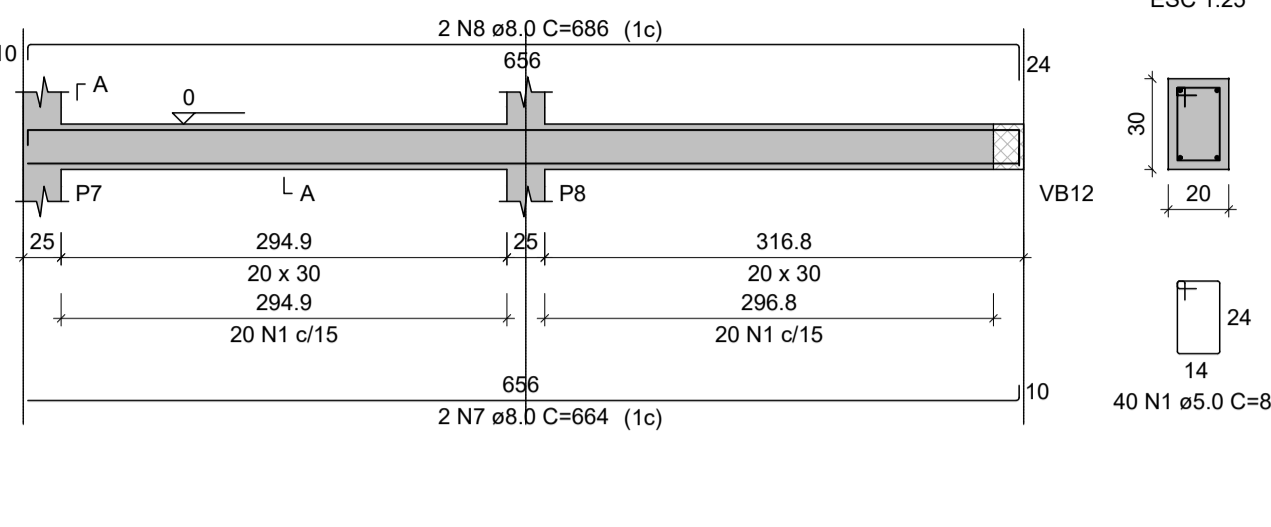 ESC 1:25
2 N8 ø8.0 C=686 (1c)
10
656
24
A
0
30
P7
A
P8
VB12
20
25
294.9
25
316.8
20 x 30
20 x 30
294.9
296.8
20 N1 c/15
20 N1 c/15
24
14
656
10
40 N1 ø5.0 C=8
2 N7 ø8.0 C=664 (1c)